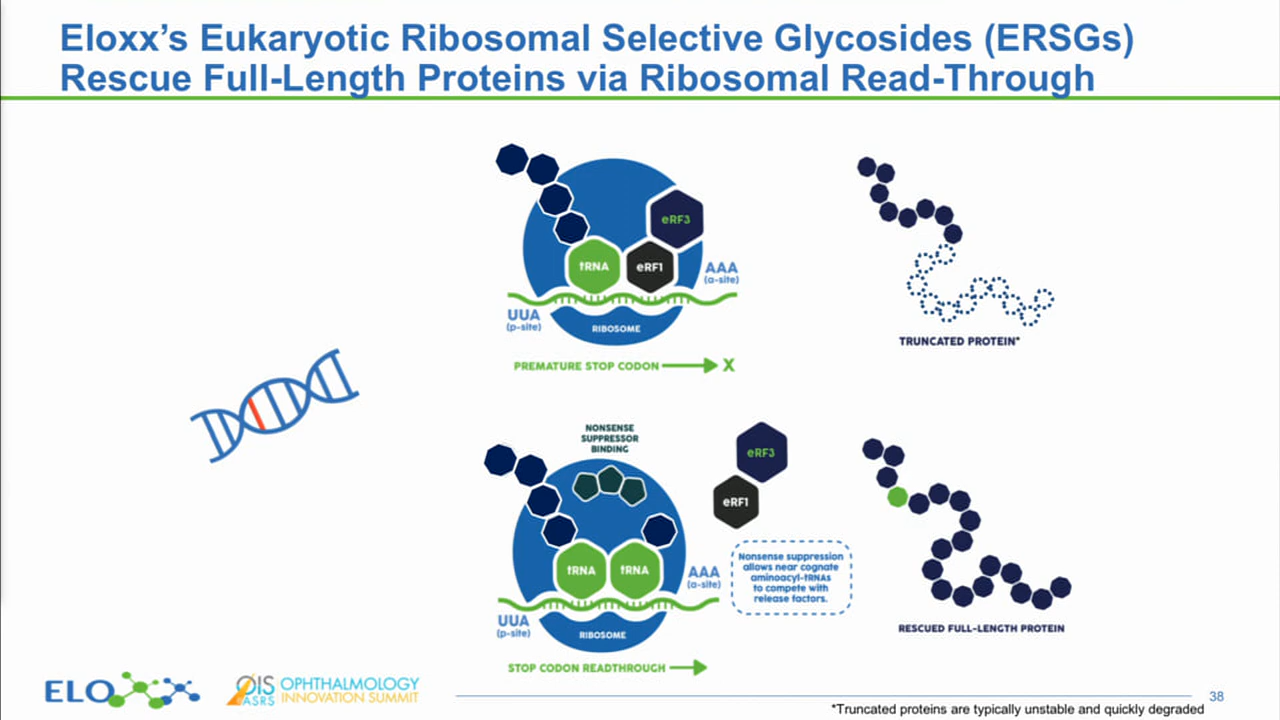 Eloxx's Eukaryotic Ribosomal Selective Glycosides (ERSGs)
Rescue Full-Length Proteins via Ribosomal Read-Through
eRF3
tRNA
eRF1
AAA
(a-site)
UUA
(p-site)
RIBOSOME
PREMATURE STOP CODON
X
TRUNCATED PROTEIN*
NONSENSE
SUPPRESSOR
BINDING
eRF3
eRF1
tRNA
tRNA
AAA
(a-site)
Nonsense suppression
allows near cognate
aminoacyl-tRNAs
to compete with
release factors.
UUA
(p-site)
RIBOSOME
STOP CODON READTHROUGH
RESCUED FULL-LENGTH PROTEIN
ELOXX
OIS
ASRS
OPHTHALMOLOGY
INNOVATION SUMMIT
38
*Truncated proteins are typically unstable and quickly degraded